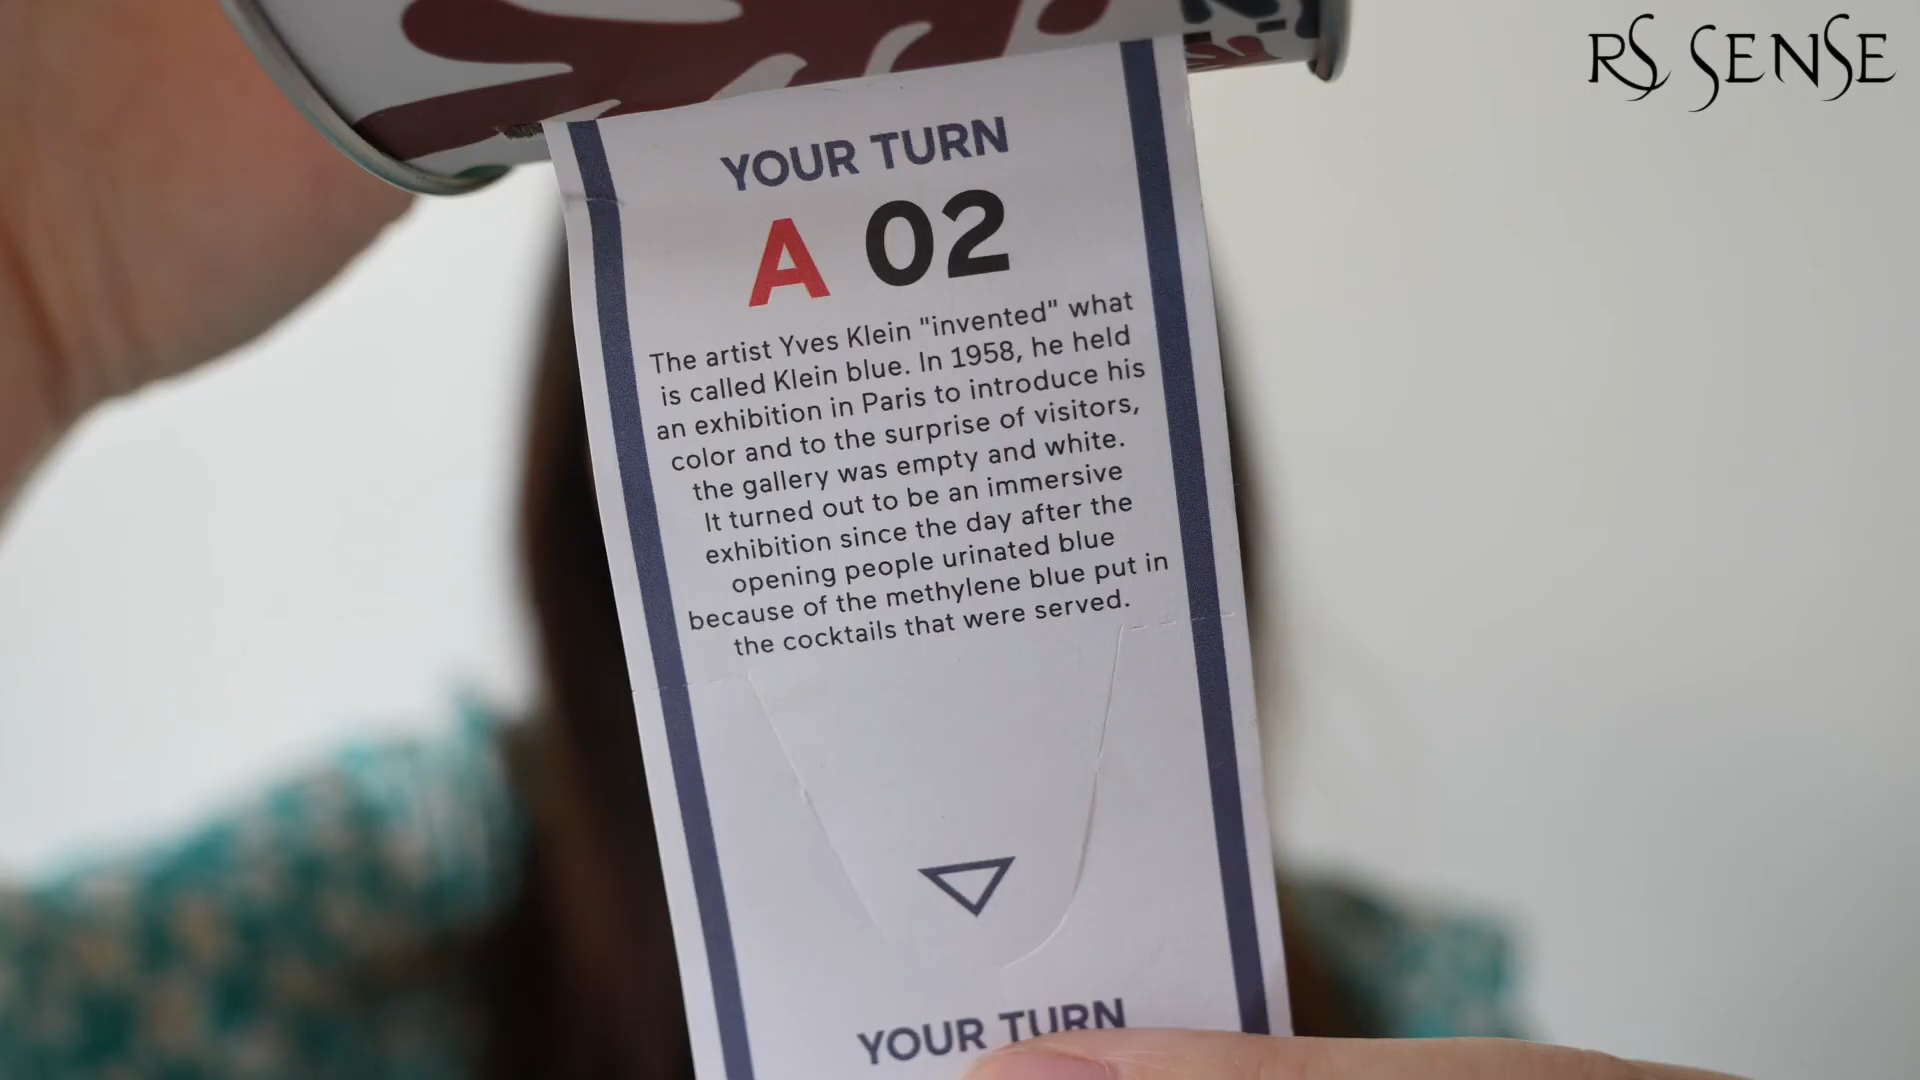 RS SENSE
YOUR TURN
A 02
The artist Yves Klein "invented" what
is called Klein blue. In 1958, he held
an exhibition in Paris to introduce his
color and to the surprise of visitors,
the gallery was empty and white.
It turned out to be an immersive
exhibition since the day after the
opening people urinated blue
because of the methylene blue put in
the cocktails that were served.
YOUR TURN